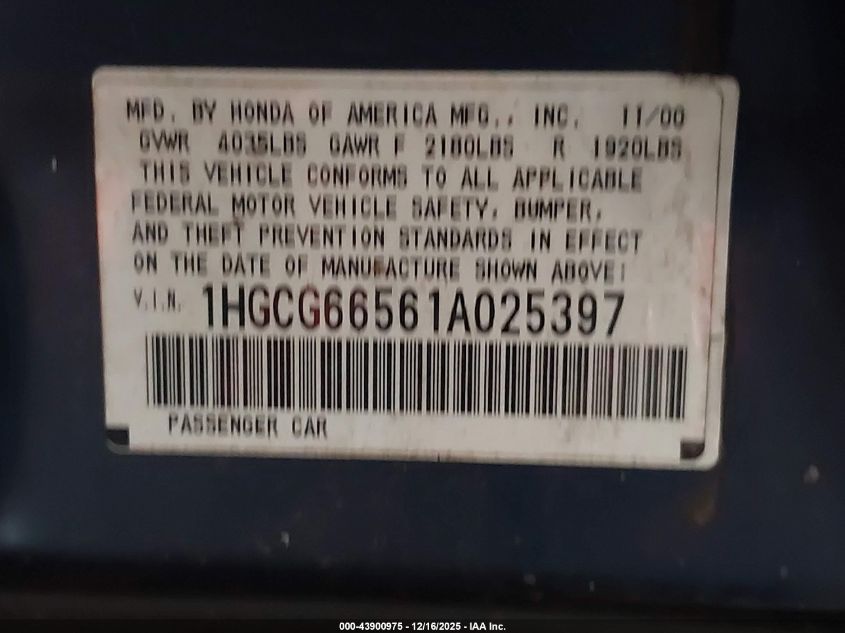 MFD. BY HONDA OF AMERICA MFG., INC. 11/00
GVWR 4035LBS GAWR F 2180LBS R 1920LBS
THIS VEHICLE CONFORMS TO ALL APPLICABLE
FEDERAL MOTOR VEHICLE SAFETY, BUMPER,
AND THEFT PREVENTION STANDARDS IN EFFECT
ON THE DATE OF MANUFACTURE SHOWN ABOVE:
V.I.N. 1HGCG66561A025397
PASSENGER CAR
000-43900975 - 12/16/2025 - IAA Inc.